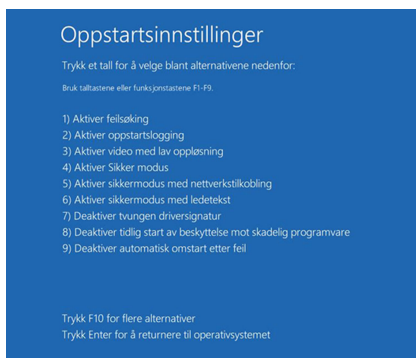 Oppstartsinnstillinger
Trykk et tall for å velge blant alternativene nedenfor:
Bruk talltastene eller funksjonstastene F1-F9.
1) Aktiver feilsøking
2) Aktiver oppstartslogging
3) Aktiver video med lav oppløsning
4) Aktiver Sikker modus
5) Aktiver sikkermodus med nettverkstilkobling
6) Aktiver sikkermodus med ledetekst
7) Deaktiver tvungen driversignatur
8) Deaktiver tidlig start av beskyttelse mot skadelig programvare
9) Deaktiver automatisk omstart etter feil
Trykk F10 for flere alternativer
Trykk Enter for å returnere til operativsystemet